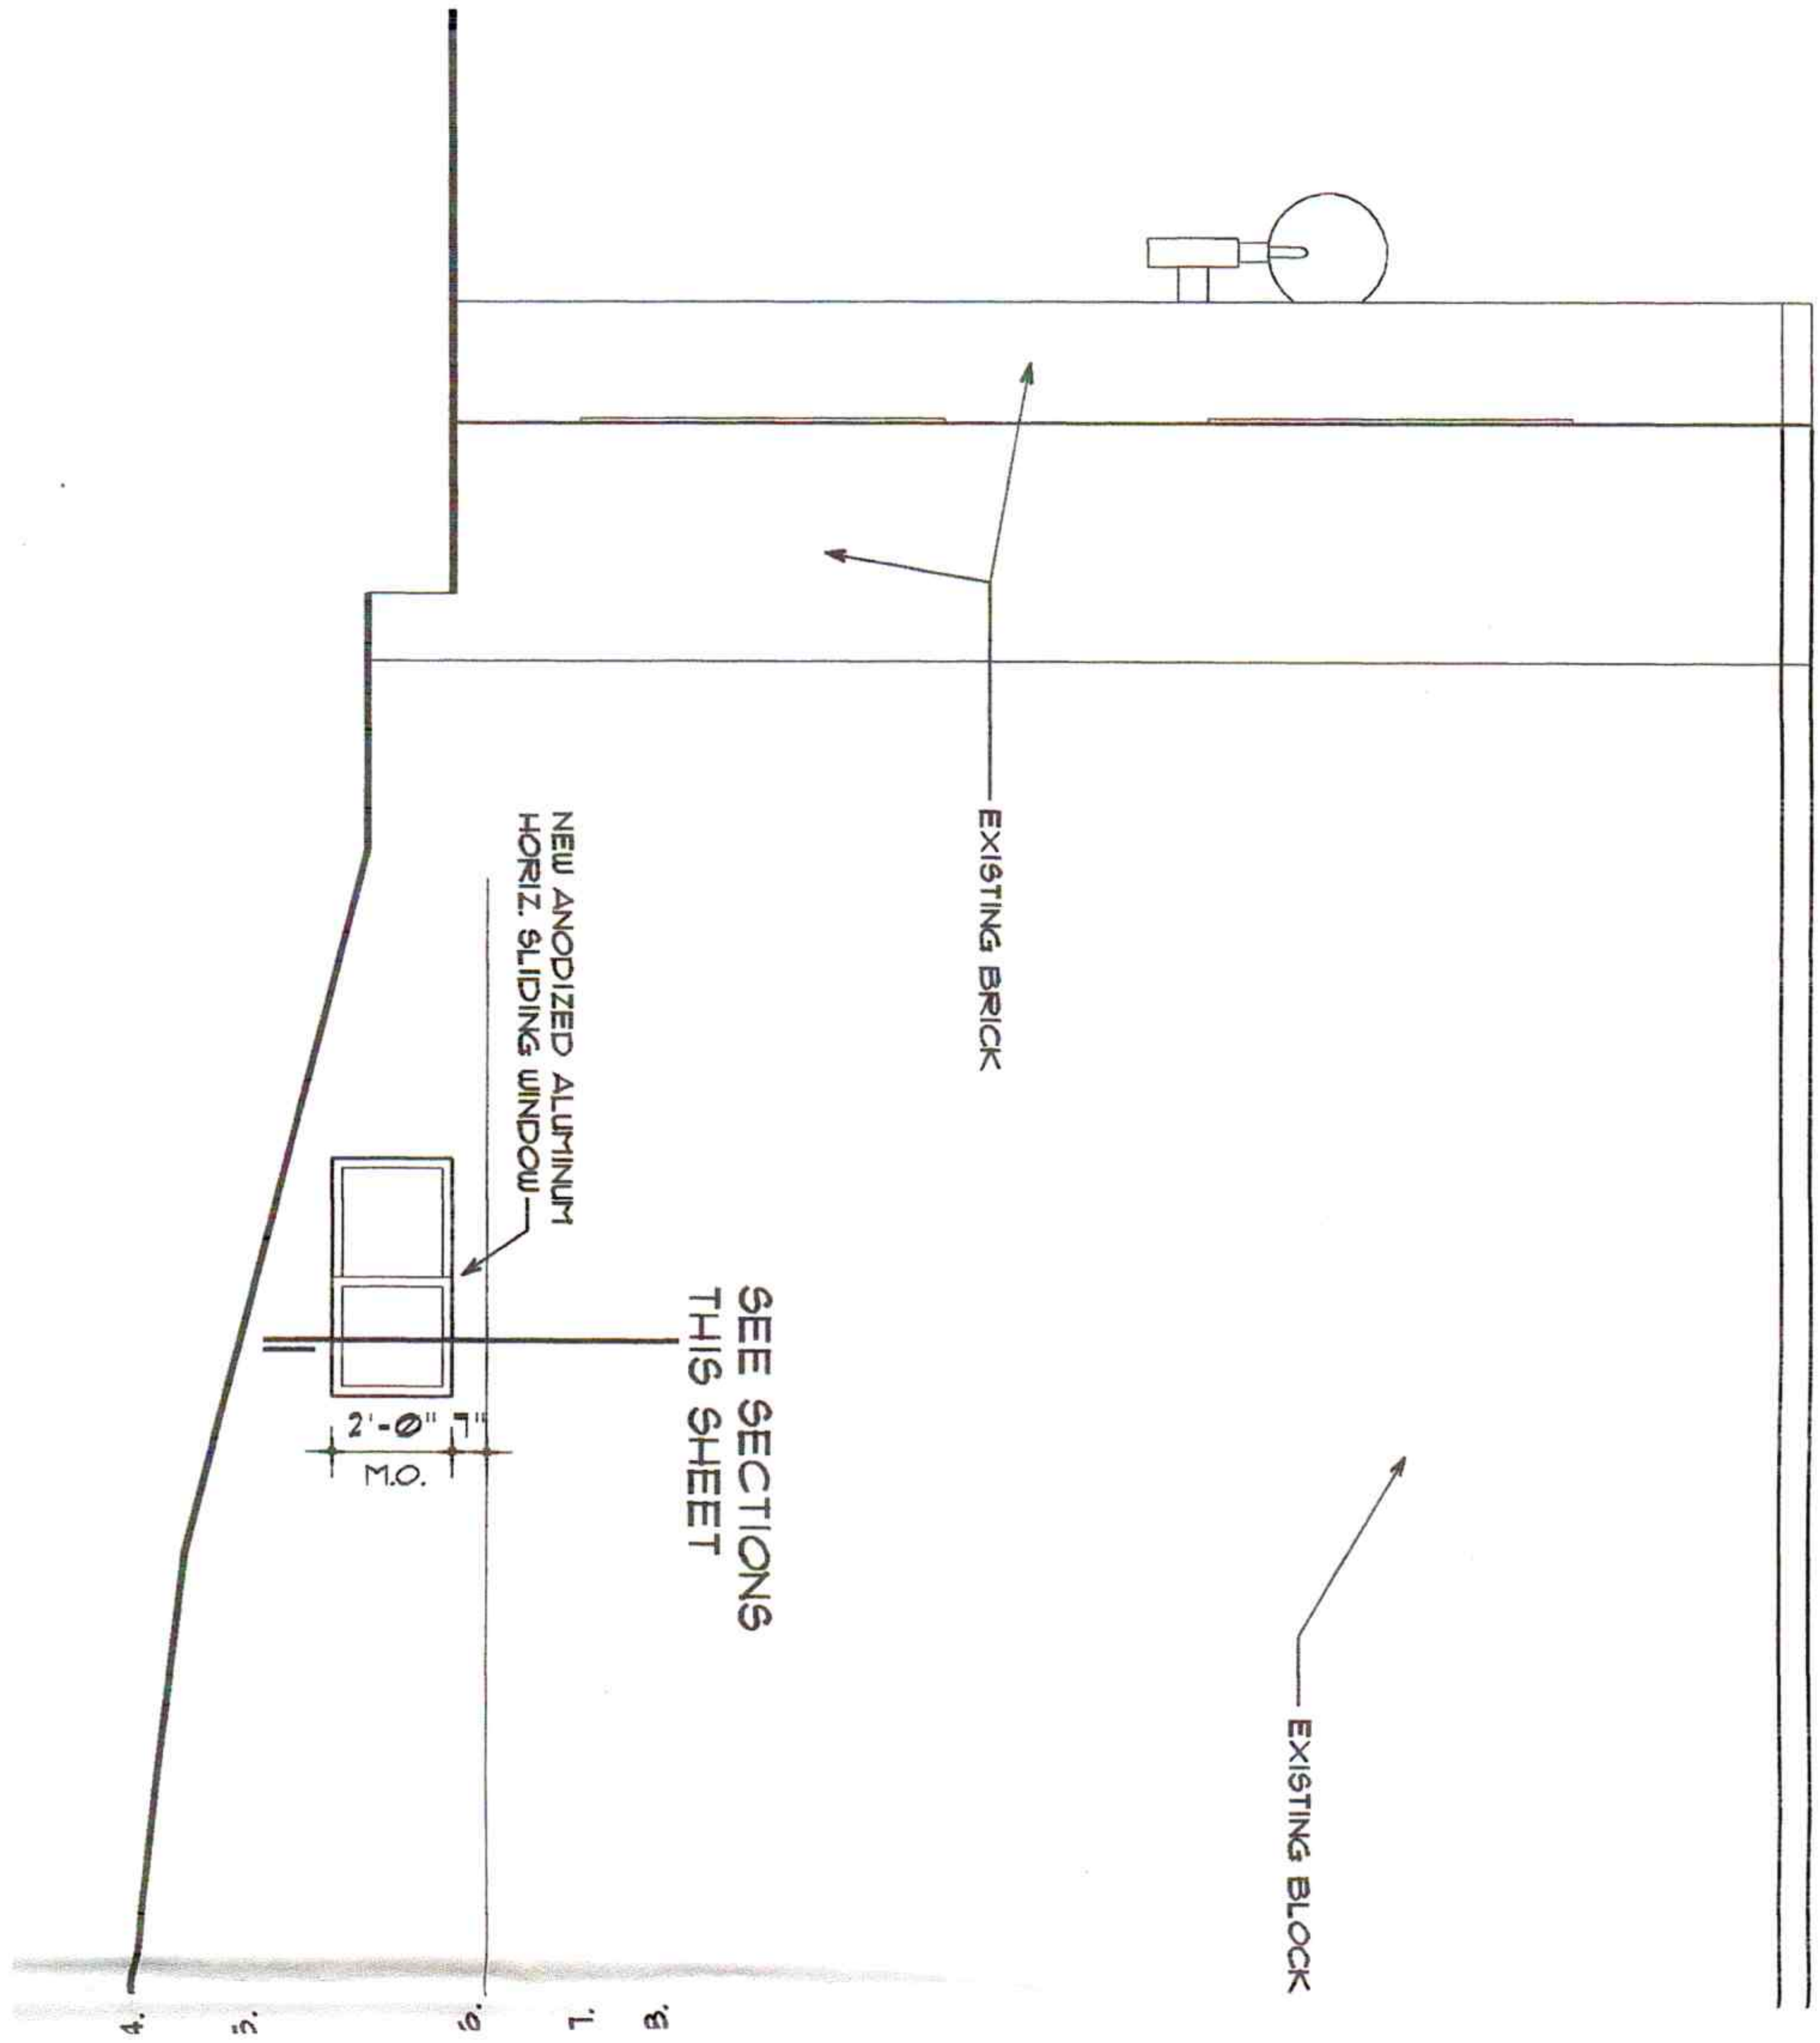 EXISTING BRICK
NEW ANODIZED ALUMINUM
HORIZ. SLIDING WINDOW
SEE SECTIONS
THIS SHEET
2'-0" 7"
M.O.
EXISTING BLOCK
4.
5.
6.
7.
8.